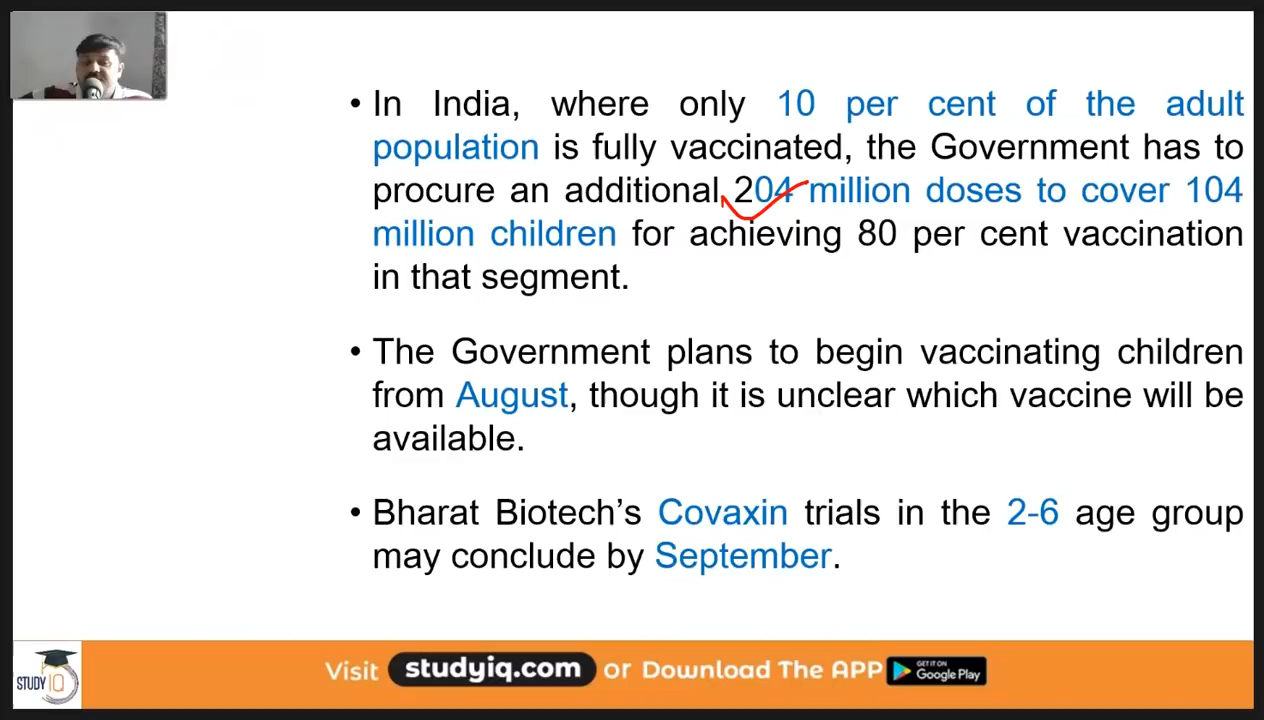 • In India, where only 10 per cent of the adult
population is fully vaccinated, the Government has to
procure an additional 204 million doses to cover 104
million children for achieving 80 per cent vaccination
in that segment.
• The Government plans to begin vaccinating children
from August, though it is unclear which vaccine will be
available.
• Bharat Biotech’s Covaxin trials in the 2-6 age group
may conclude by September.
STUDY IQ
Visit studyiq.com or Download The APP GET IT ON
Google Play